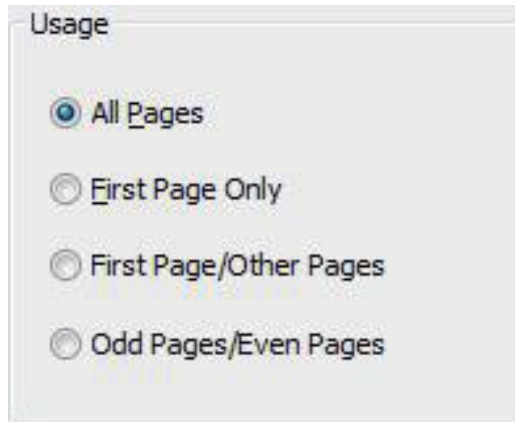 Usage
All Pages
First Page Only
First Page/Other Pages
Odd Pages/Even Pages